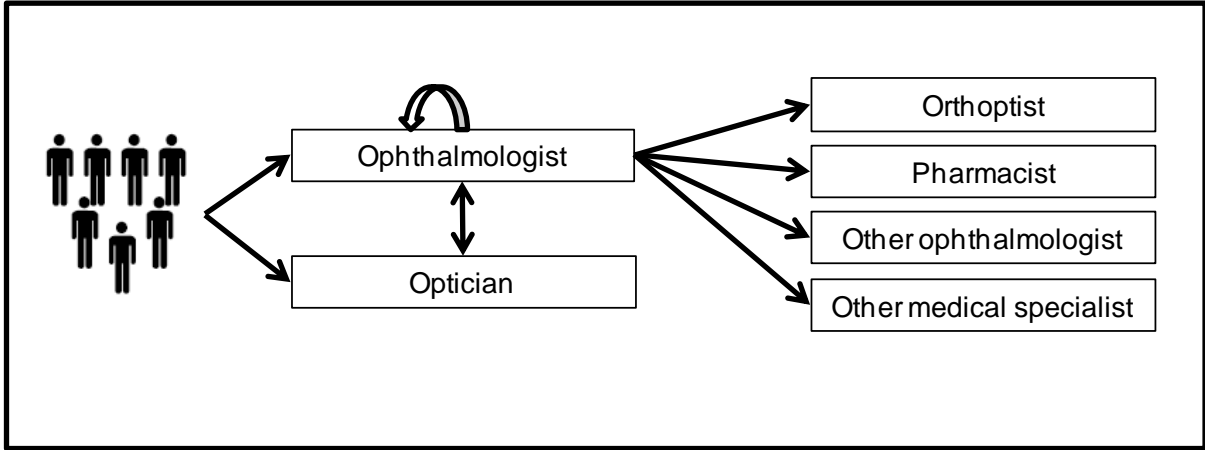 Ophthalmologist
Optician
Orthoptist
Pharmacist
Other ophthalmologist
Other medical specialist